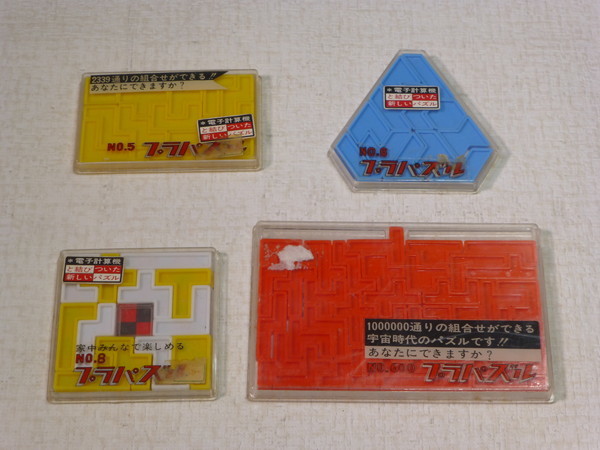 2339通りの組合せができる!!
あなたにできますか?
*電子計算機
と結びついた
新しいパズル
NO.5 プラパズル
*電子計算機
と結びついた
新しいパズル
プラパズル
*電子計算機
と結びついた
新しいパズル
家中みんなで楽しめる
NO.8
プラパズル
1000000通りの組合せができる
宇宙時代のパズルです!!
あなたにできますか?
プラパズル